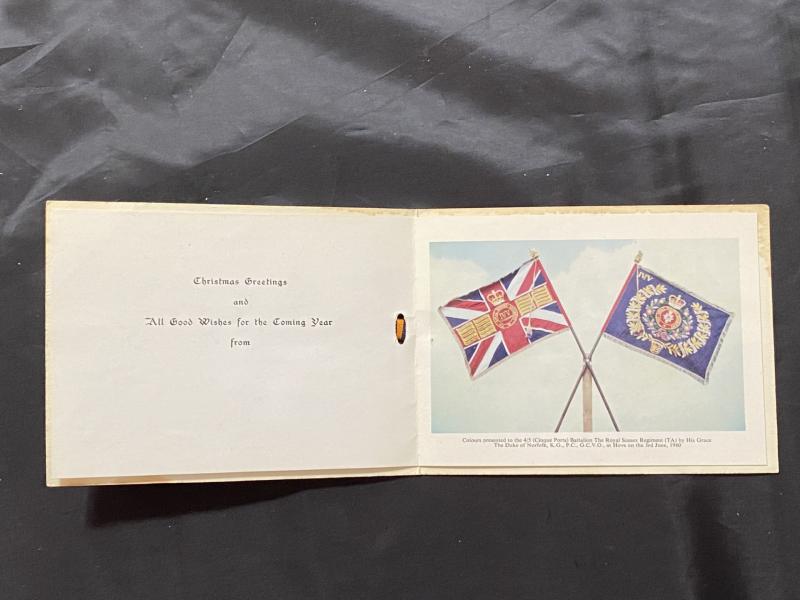 Christmas Greetings
and
All Good Wishes for the Coming Year
from
IV/V
IV/V
Colours presented to the 4/5 (Cinque Ports) Battalion The Royal Sussex Regiment (TA) by His Grace
The Duke of Norfolk, K.G., P.C., G.C.V.O., at Hove on the 3rd June, 1960